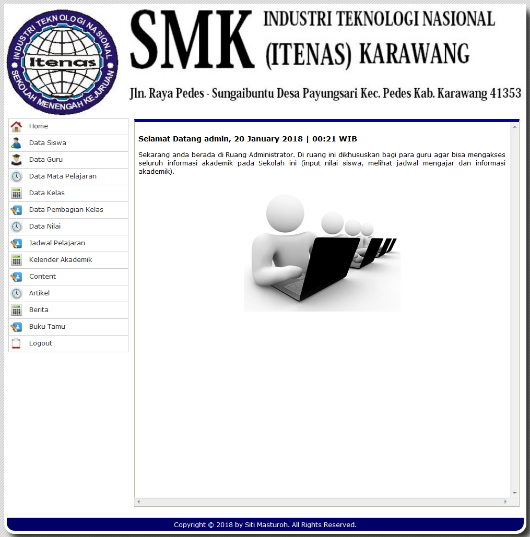 INDUSTRI TEKNOLOGI NASIONAL
Itenas
SEKOLAH MENENGAH KEJURUAN
SMK INDUSTRI TEKNOLOGI NASIONAL
(ITENAS) KARAWANG
Jln. Raya Pedes - Sungaibuntu Desa Payungsari Kec. Pedes Kab. Karawang 41353
Home
Data Siswa
Data Guru
Data Mata Pelajaran
Data Kelas
Data Pembagian Kelas
Data Nilai
Jadwal Pelajaran
Kelender Akademik
Content
Artikel
Berita
Buku Tamu
Logout
Selamat Datang admin, 20 January 2018 | 00:21 WIB
Sekarang anda berada di Ruang Administrator. Di ruang ini dikhususkan bagi para guru agar bisa mengakses
seluruh informasi akademik pada Sekolah ini (input nilai siswa, melihat jadwal mengajar dan informasi
akademik).
Copyright © 2018 by Siti Masturoh. All Rights Reserved.